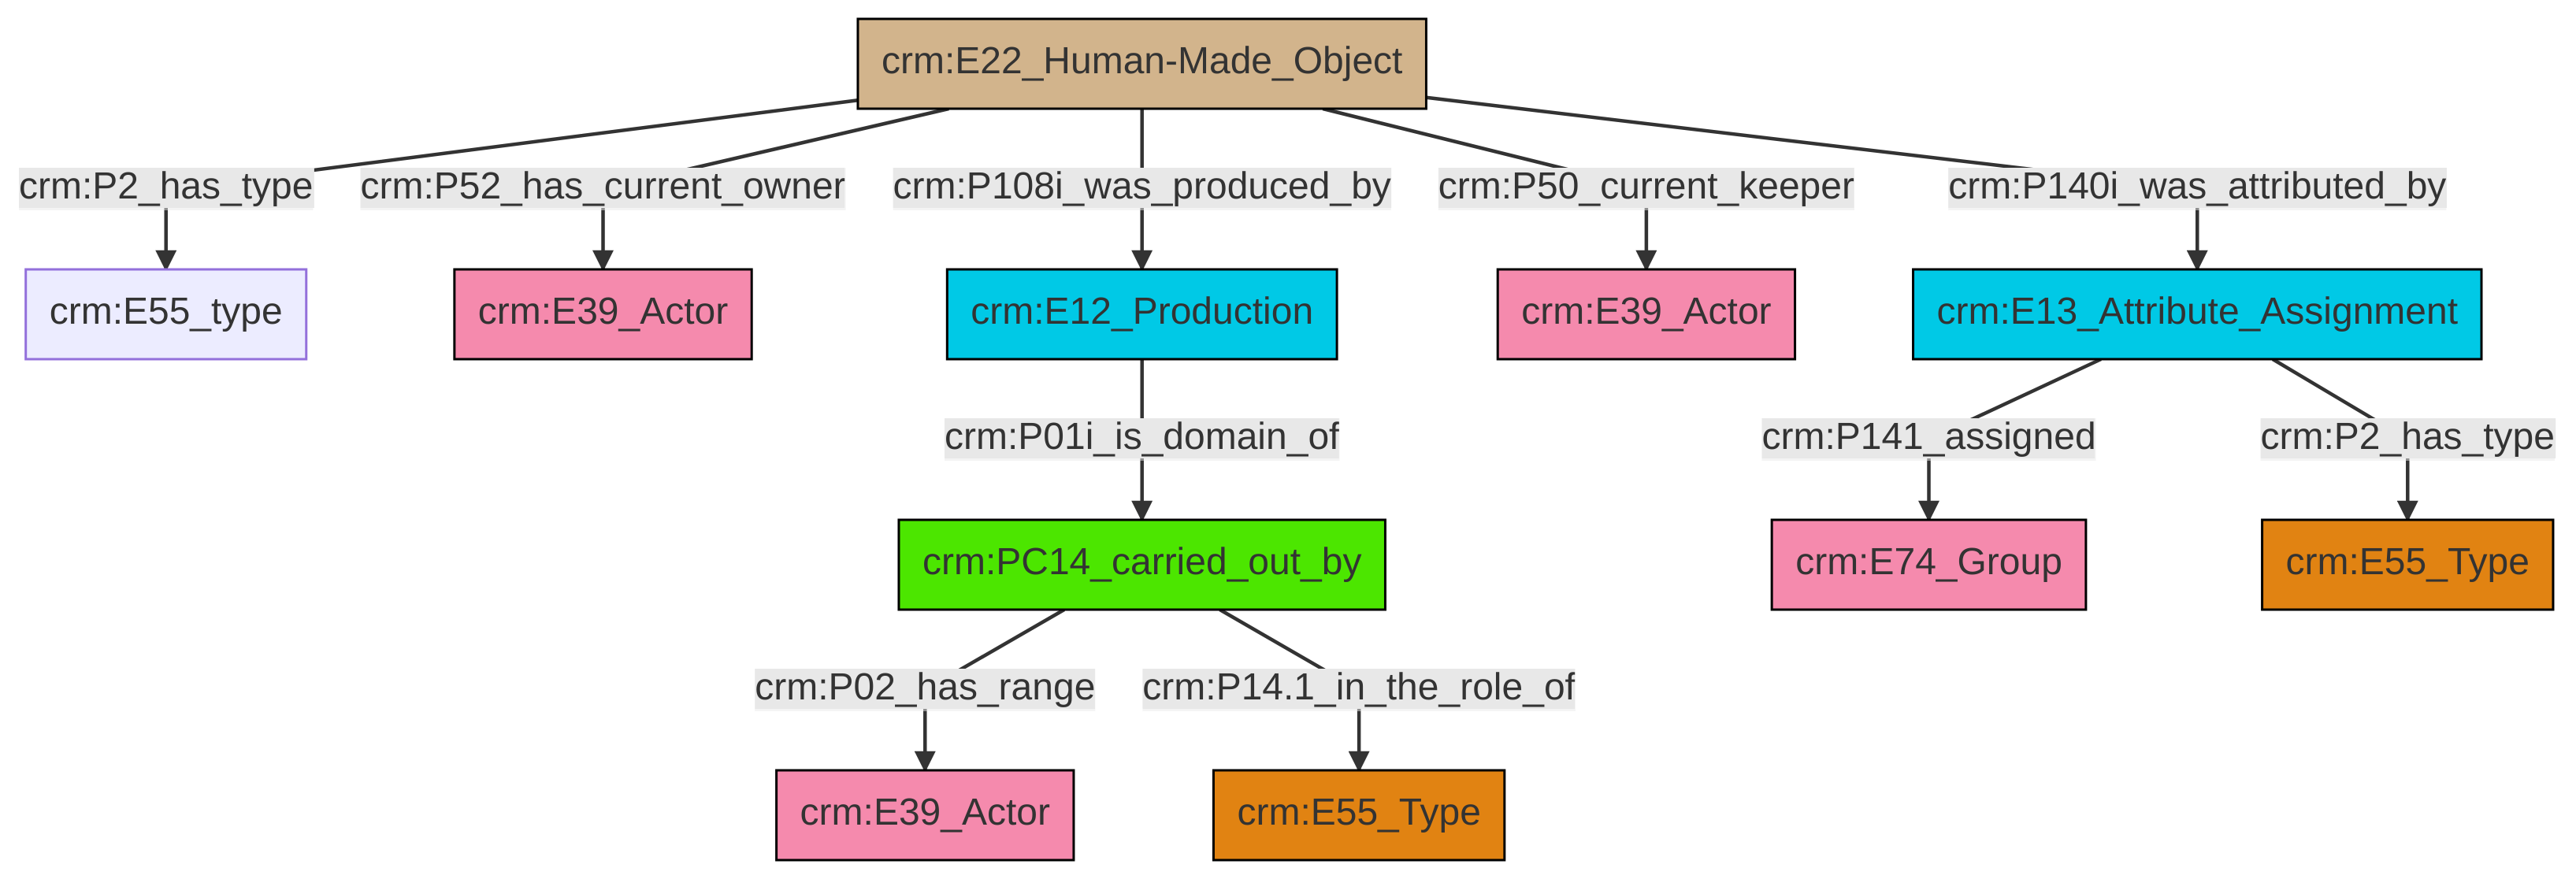 crm:E22_Human-Made_Object
crm:P2_has_type
crm:P52_has_current_owner
crm:P108i_was_produced_by
crm:P50_current_keeper
crm:P140i_was_attributed_by
crm:E55_type
crm:E39_Actor
crm:E12_Production
crm:E39_Actor
crm:E13_Attribute_Assignment
crm:P01i_is_domain_of
crm:P141_assigned
crm:P2_has_type
crm:PC14_carried_out_by
crm:E74_Group
crm:E55_Type
crm:P02_has_range
crm:P14.1_in_the_role_of
crm:E39_Actor
crm:E55_Type